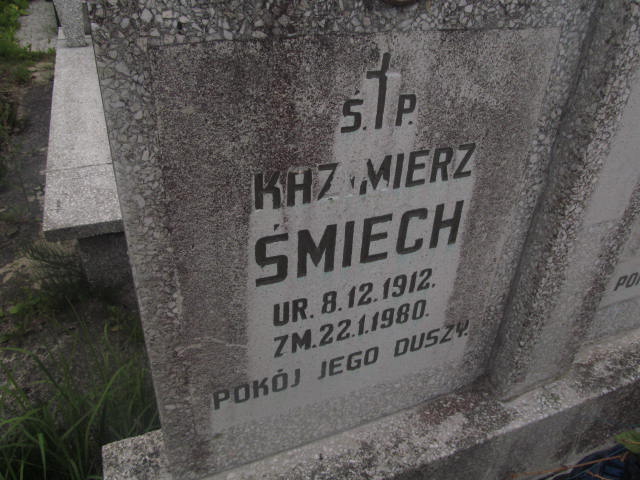 Ś.P.
KAZIMIERZ
ŚMIECH
UR. 8.12.1912.
ZM. 22.1.1980.
POKÓJ JEGO DUSZY.